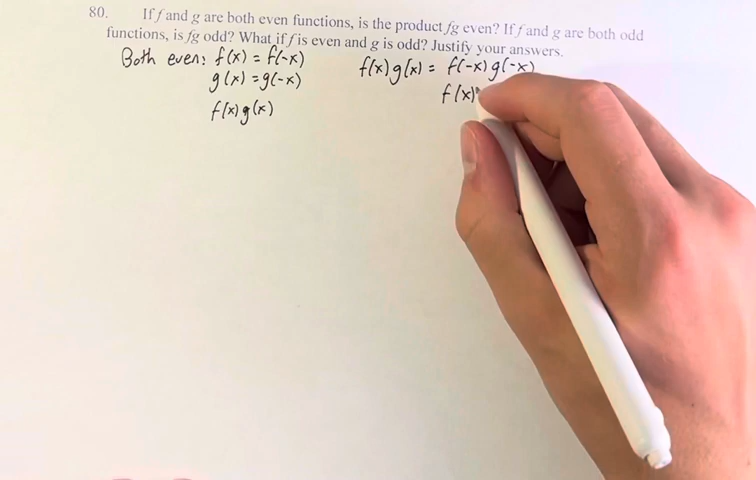 80. If f and g are both even functions, is the product fg even? If f and g are both odd
functions, is fg odd? What if f is even and g is odd? Justify your answers.
Both even: f(x) = f(-x)
g(x) = g(-x)
f(x)g(x)
f(x)g(x) = f(-x)g(-x)
f(x)